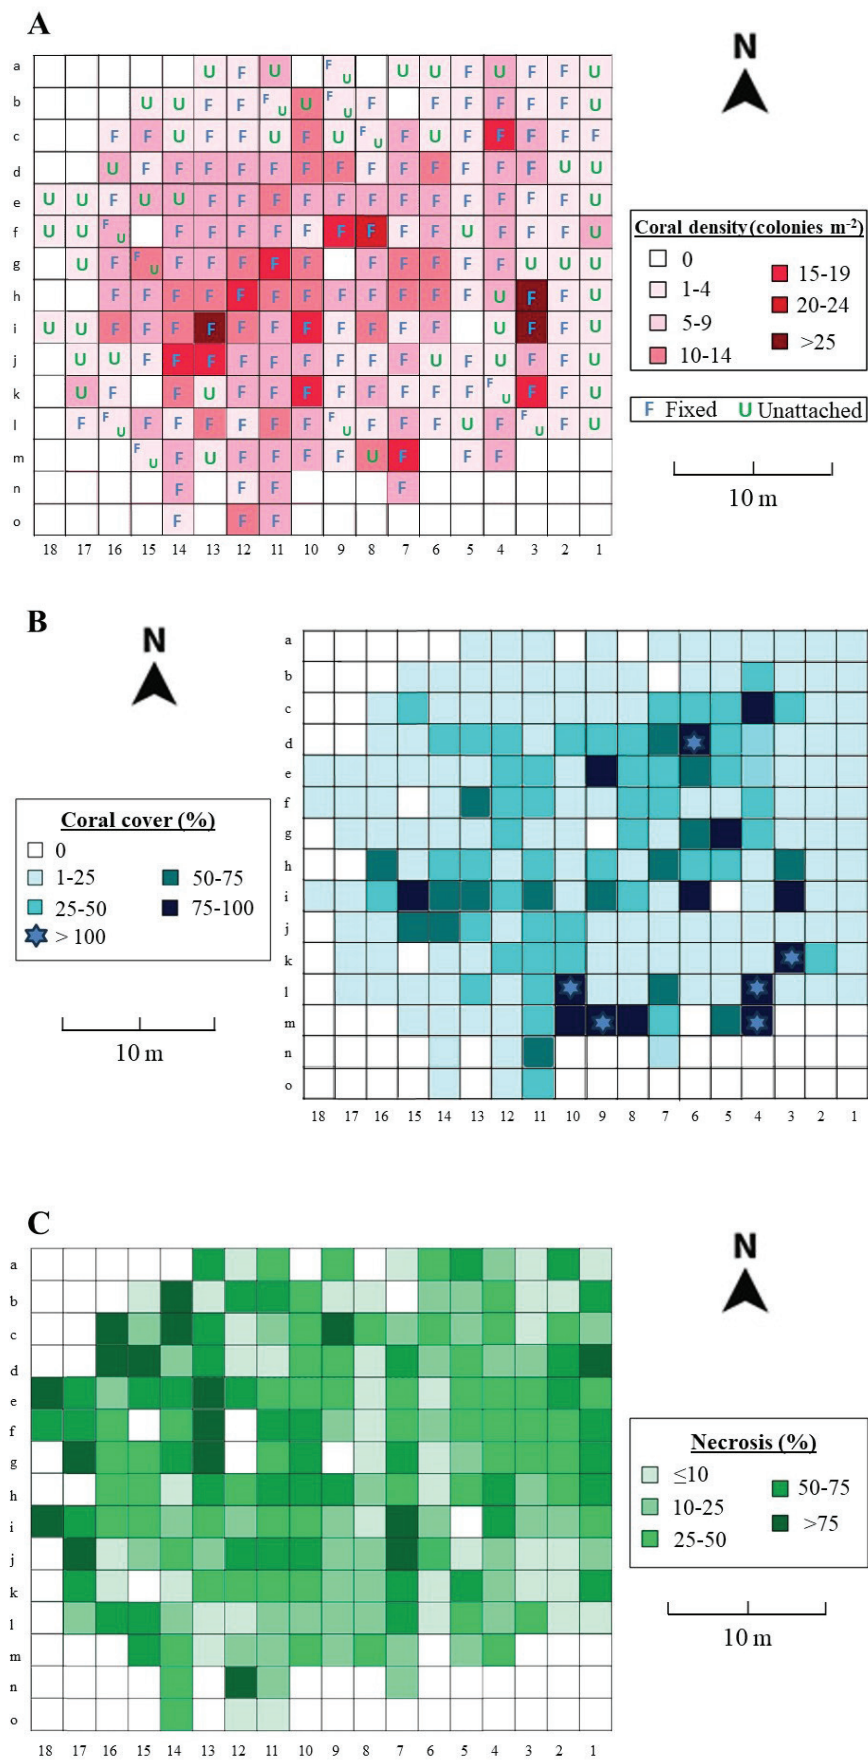 A
N
a U F U F U U U F U F F U
b U U F F F U U F U F F F F F F U
c F F U F F U F U F U F U F F F F F
d U F F F F F F F F F F F F F U U
e U U F U U F F F F F F F F F F F F U
f U U F U F F F F F F F F F U F F F U
g U F F U F F F F F F F F F F U U U
h F F F F F F F F F F F F U F F U
i U U F F F F F F F F F F F U F F U
j U U F F F F F F F F F U F U F F U
k U F F U F F F F F F F F F U F F U
l F F U F F F F F F F U F F F U F F U F U
m F U F U F F F F U F F F
n F F F F
o F F F
18 17 16 15 14 13 12 11 10 9 8 7 6 5 4 3 2 1
Coral density (colonies m-2)
0
1-4
5-9
10-14
15-19
20-24
>25
F Fixed U Unattached
10 m
B
N
a
b
c
d
e
f
g
h
i
j
k
l
m
n
o
18 17 16 15 14 13 12 11 10 9 8 7 6 5 4 3 2 1
Coral cover (%)
0
1-25
25-50
> 100
50-75
75-100
10 m
C
N
a
b
c
d
e
f
g
h
i
j
k
l
m
n
o
18 17 16 15 14 13 12 11 10 9 8 7 6 5 4 3 2 1
Necrosis (%)
≤10
10-25
25-50
50-75
>75
10 m